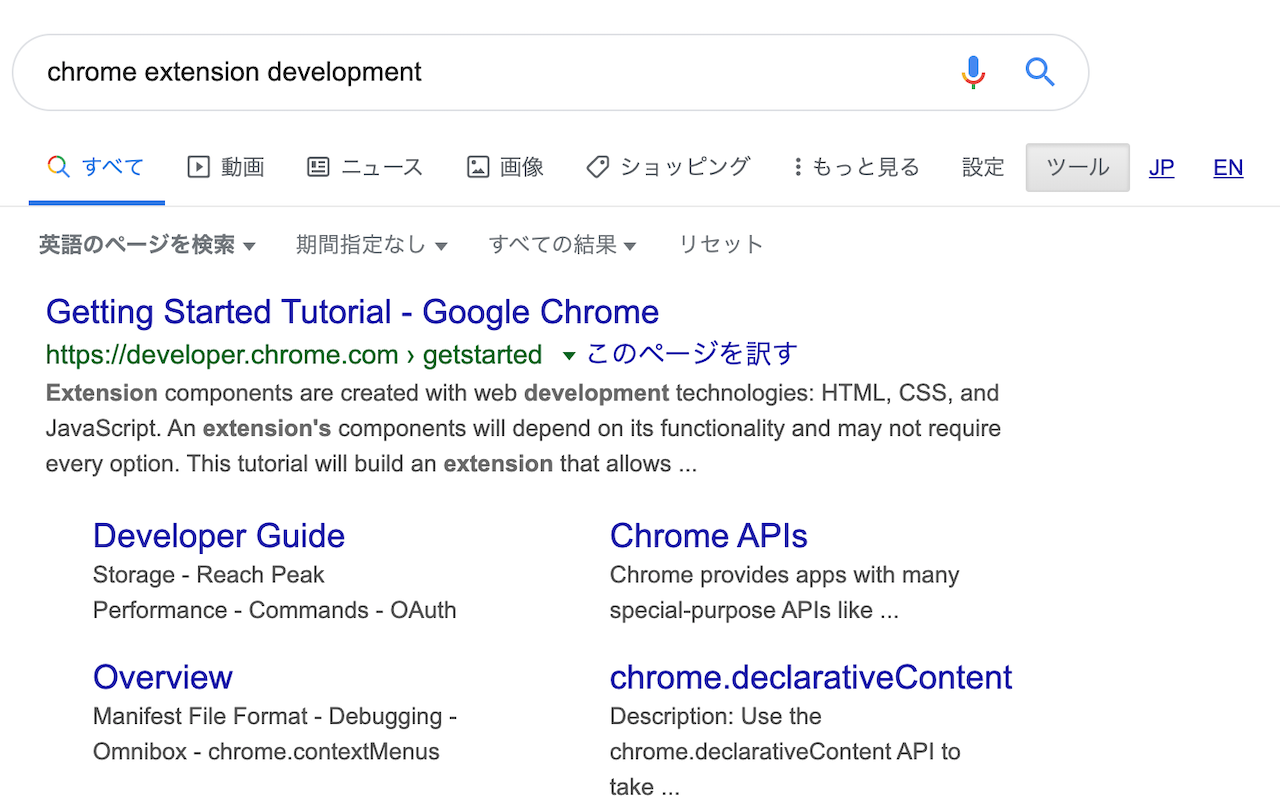 chrome extension development
すべて 動画 ニュース 画像 ショッピング もっと見る 設定 ツール JP EN
英語のページを検索 期間指定なし すべての結果 リセット
Getting Started Tutorial - Google Chrome
https://developer.chrome.com › getstarted このページを訳す
Extension components are created with web development technologies: HTML, CSS, and
JavaScript. An extension's components will depend on its functionality and may not require
every option. This tutorial will build an extension that allows ...
Developer Guide
Storage - Reach Peak
Performance - Commands - OAuth
Chrome APIs
Chrome provides apps with many
special-purpose APIs like ...
Overview
Manifest File Format - Debugging -
Omnibox - chrome.contextMenus
chrome.declarativeContent
Description: Use the
chrome.declarativeContent API to
take ...